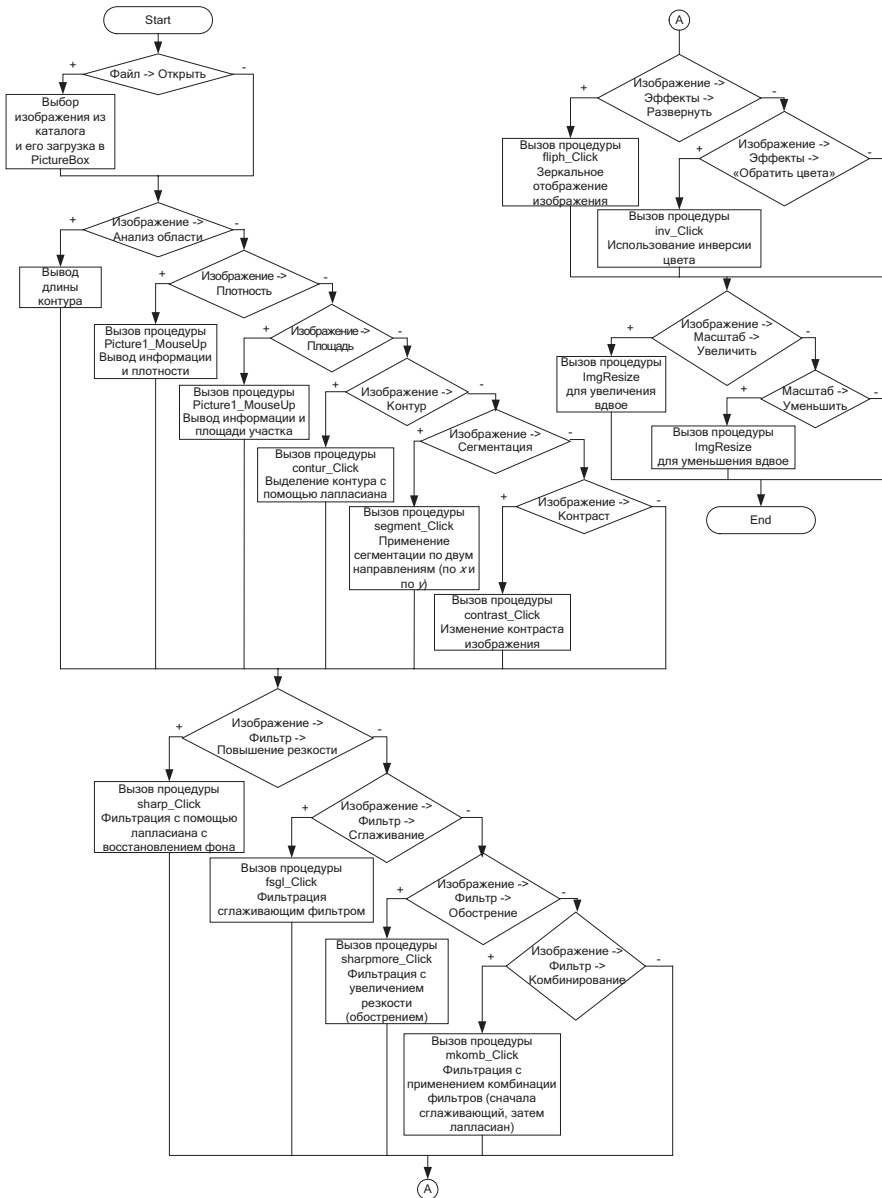 Start
+
-
Файл -> Открыть
Выбор
изображения из
каталога
и его загрузка в
PictureBox
+
-
Изображение ->
Анализ области
Вывод
длины
контура
+
-
Изображение ->
Плотность
Вызов процедуры
Picture1_MouseUp
Вывод информации
и плотности
+
-
Изображение ->
Площадь
Вызов процедуры
Picture1_MouseUp
Вывод информации и
площади участка
+
-
Изображение ->
Контур
Вызов процедуры
contur_Click
Выделение контура с
помощью лапласиана
+
-
Изображение ->
Сегментация
Вызов процедуры
segment_Click
Применение
сегментации по двум
направлениям (по x и
по y)
+
-
Изображение ->
Контраст
Вызов процедуры
contrast_Click
Изменение контраста
изображения
+
-
Изображение ->
Фильтр ->
Повышение резкости
Вызов процедуры
sharp_Click
Фильтрация с помощью
лапласиана с
восстановлением фона
+
-
Изображение ->
Фильтр ->
Сглаживание
Вызов процедуры
fsgl_Click
Фильтрация
сглаживающим фильтром
+
-
Изображение ->
Фильтр ->
Обострение
Вызов процедуры
sharpmore_Click
Фильтрация с
увеличением
резкости
(обострением)
+
-
Изображение ->
Фильтр ->
Комбинирование
Вызов процедуры
mkomb_Click
Фильтрация с
применением комбинации
фильтров (сначала
сглаживающий, затем
лапласиан)
A
A
+
-
Изображение ->
Эффекты ->
Развернуть
Вызов процедуры
fliph_Click
Зеркальное
отображение
изображения
+
-
Изображение ->
Эффекты ->
«Обратить цвета»
Вызов процедуры
inv_Click
Использование инверсии
цвета
+
-
Изображение ->
Масштаб ->
Увеличить
Вызов процедуры
ImgResize
для увеличения
вдвое
+
-
Масштаб ->
Уменьшить
Вызов процедуры
ImgResize
для уменьшения вдвое
End